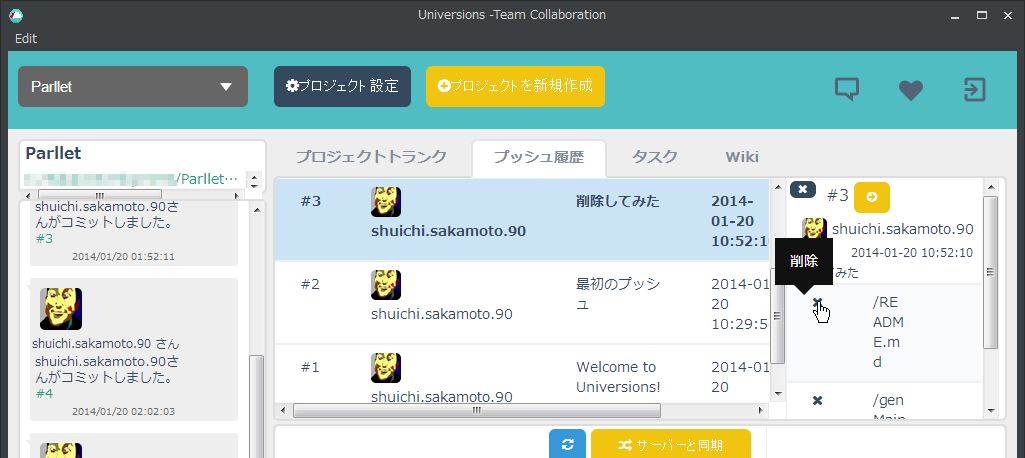 Universions -Team Collaboration
Edit
Parllet
プロジェクト 設定
プロジェクトを新規作成
Parllet
/Parllet…
shuichi.sakamoto.90さ
んがコミットしました。
#3
2014/01/20 01:52:11
shuichi.sakamoto.90 さん
shuichi.sakamoto.90さ
んがコミットしました。
#4
2014/01/20 02:02:03
プロジェクトトランク
プッシュ履歴
タスク
Wiki
#3
shuichi.sakamoto.90
削除してみた
2014-
01-20
10:52:1
#2
shuichi.sakamoto.90
最初のプッシ
ュ
2014-01
20
10:29:5
#1
shuichi.sakamoto.90
Welcome to
Universions!
2014-01
20
#3
shuichi.sakamoto.90
2014-01-20 10:52:10
みた
削除
/RE
ADM
E.m
d
/gen
Main
サーバーと同期